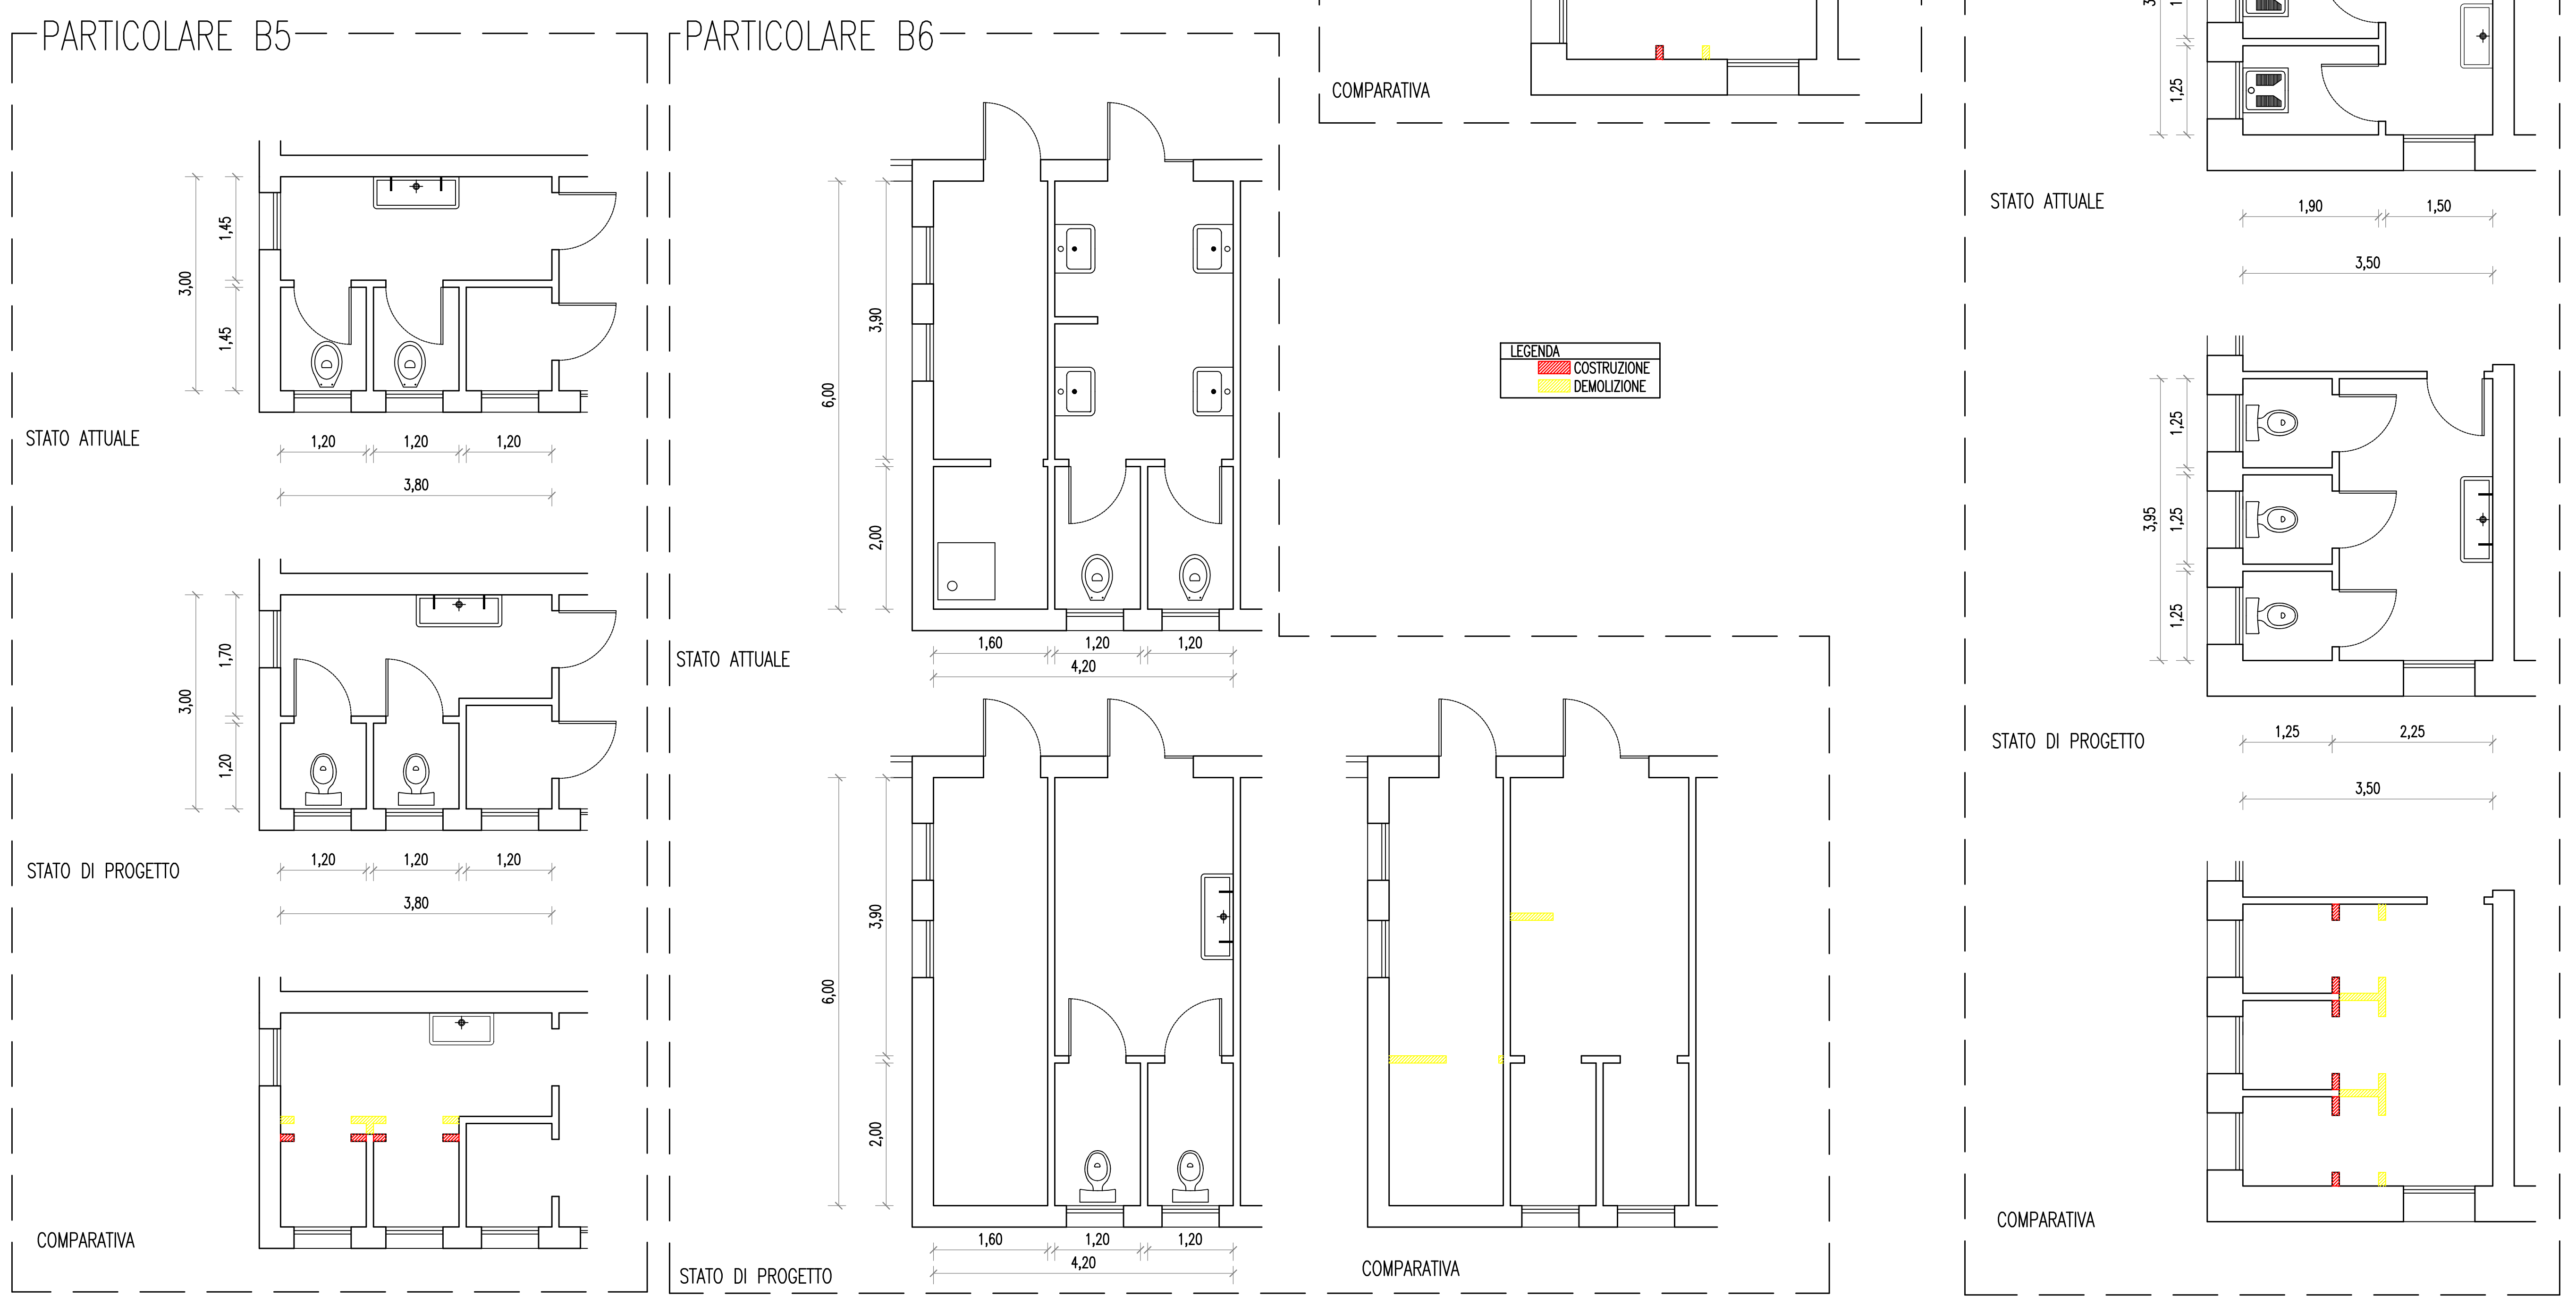 PARTICOLARE B5
1,45
3,00
1,45
STATO ATTUALE
1,20
1,20
1,20
3,80
1,70
3,00
1,20
STATO DI PROGETTO
1,20
1,20
1,20
3,80
COMPARATIVA
PARTICOLARE B6
3,90
6,00
2,00
STATO ATTUALE
1,60
1,20
1,20
4,20
3,90
6,00
2,00
STATO DI PROGETTO
1,60
1,20
1,20
4,20
COMPARATIVA
COMPARATIVA
LEGENDA
COSTRUZIONE
DEMOLIZIONE
1,25
STATO ATTUALE
1,90
1,50
3,50
1,25
3,95
1,25
1,25
STATO DI PROGETTO
1,25
2,25
3,50
COMPARATIVA